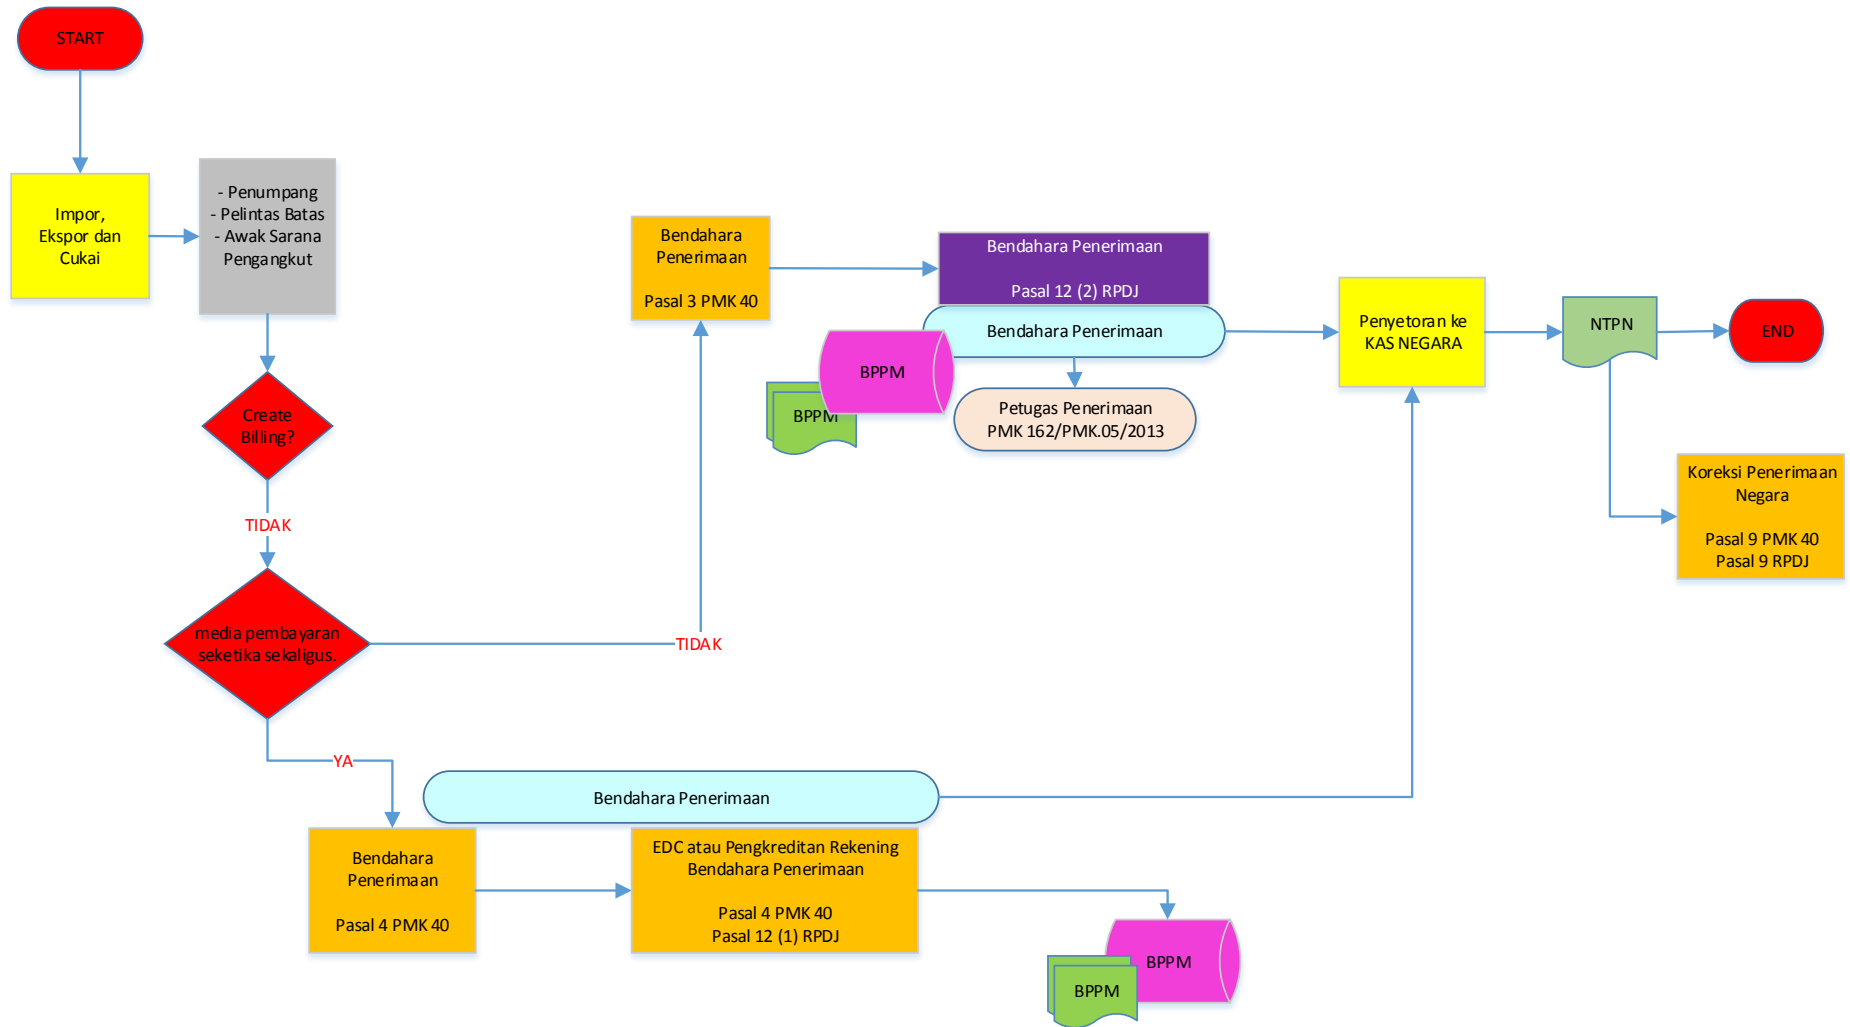 START
Impor,
Ekspor dan
Cukai
- Penumpang
- Pelintas Batas
- Awak Sarana
Pengangkut
Create
Billing?
TIDAK
media pembayaran
seketika sekaligus.
TIDAK
YA
Bendahara
Penerimaan
Pasal 3 PMK 40
Bendahara Penerimaan
Pasal 12 (2) RPDJ
Bendahara Penerimaan
BPPM
BPPM
Petugas Penerimaan
PMK 162/PMK.05/2013
Penyetoran ke
KAS NEGARA
NTPN
END
Koreksi Penerimaan
Negara
Pasal 9 PMK 40
Pasal 9 RPDJ
Bendahara Penerimaan
Bendahara
Penerimaan
Pasal 4 PMK 40
EDC atau Pengkreditan Rekening
Bendahara Penerimaan
Pasal 4 PMK 40
Pasal 12 (1) RPDJ
BPPM
BPPM